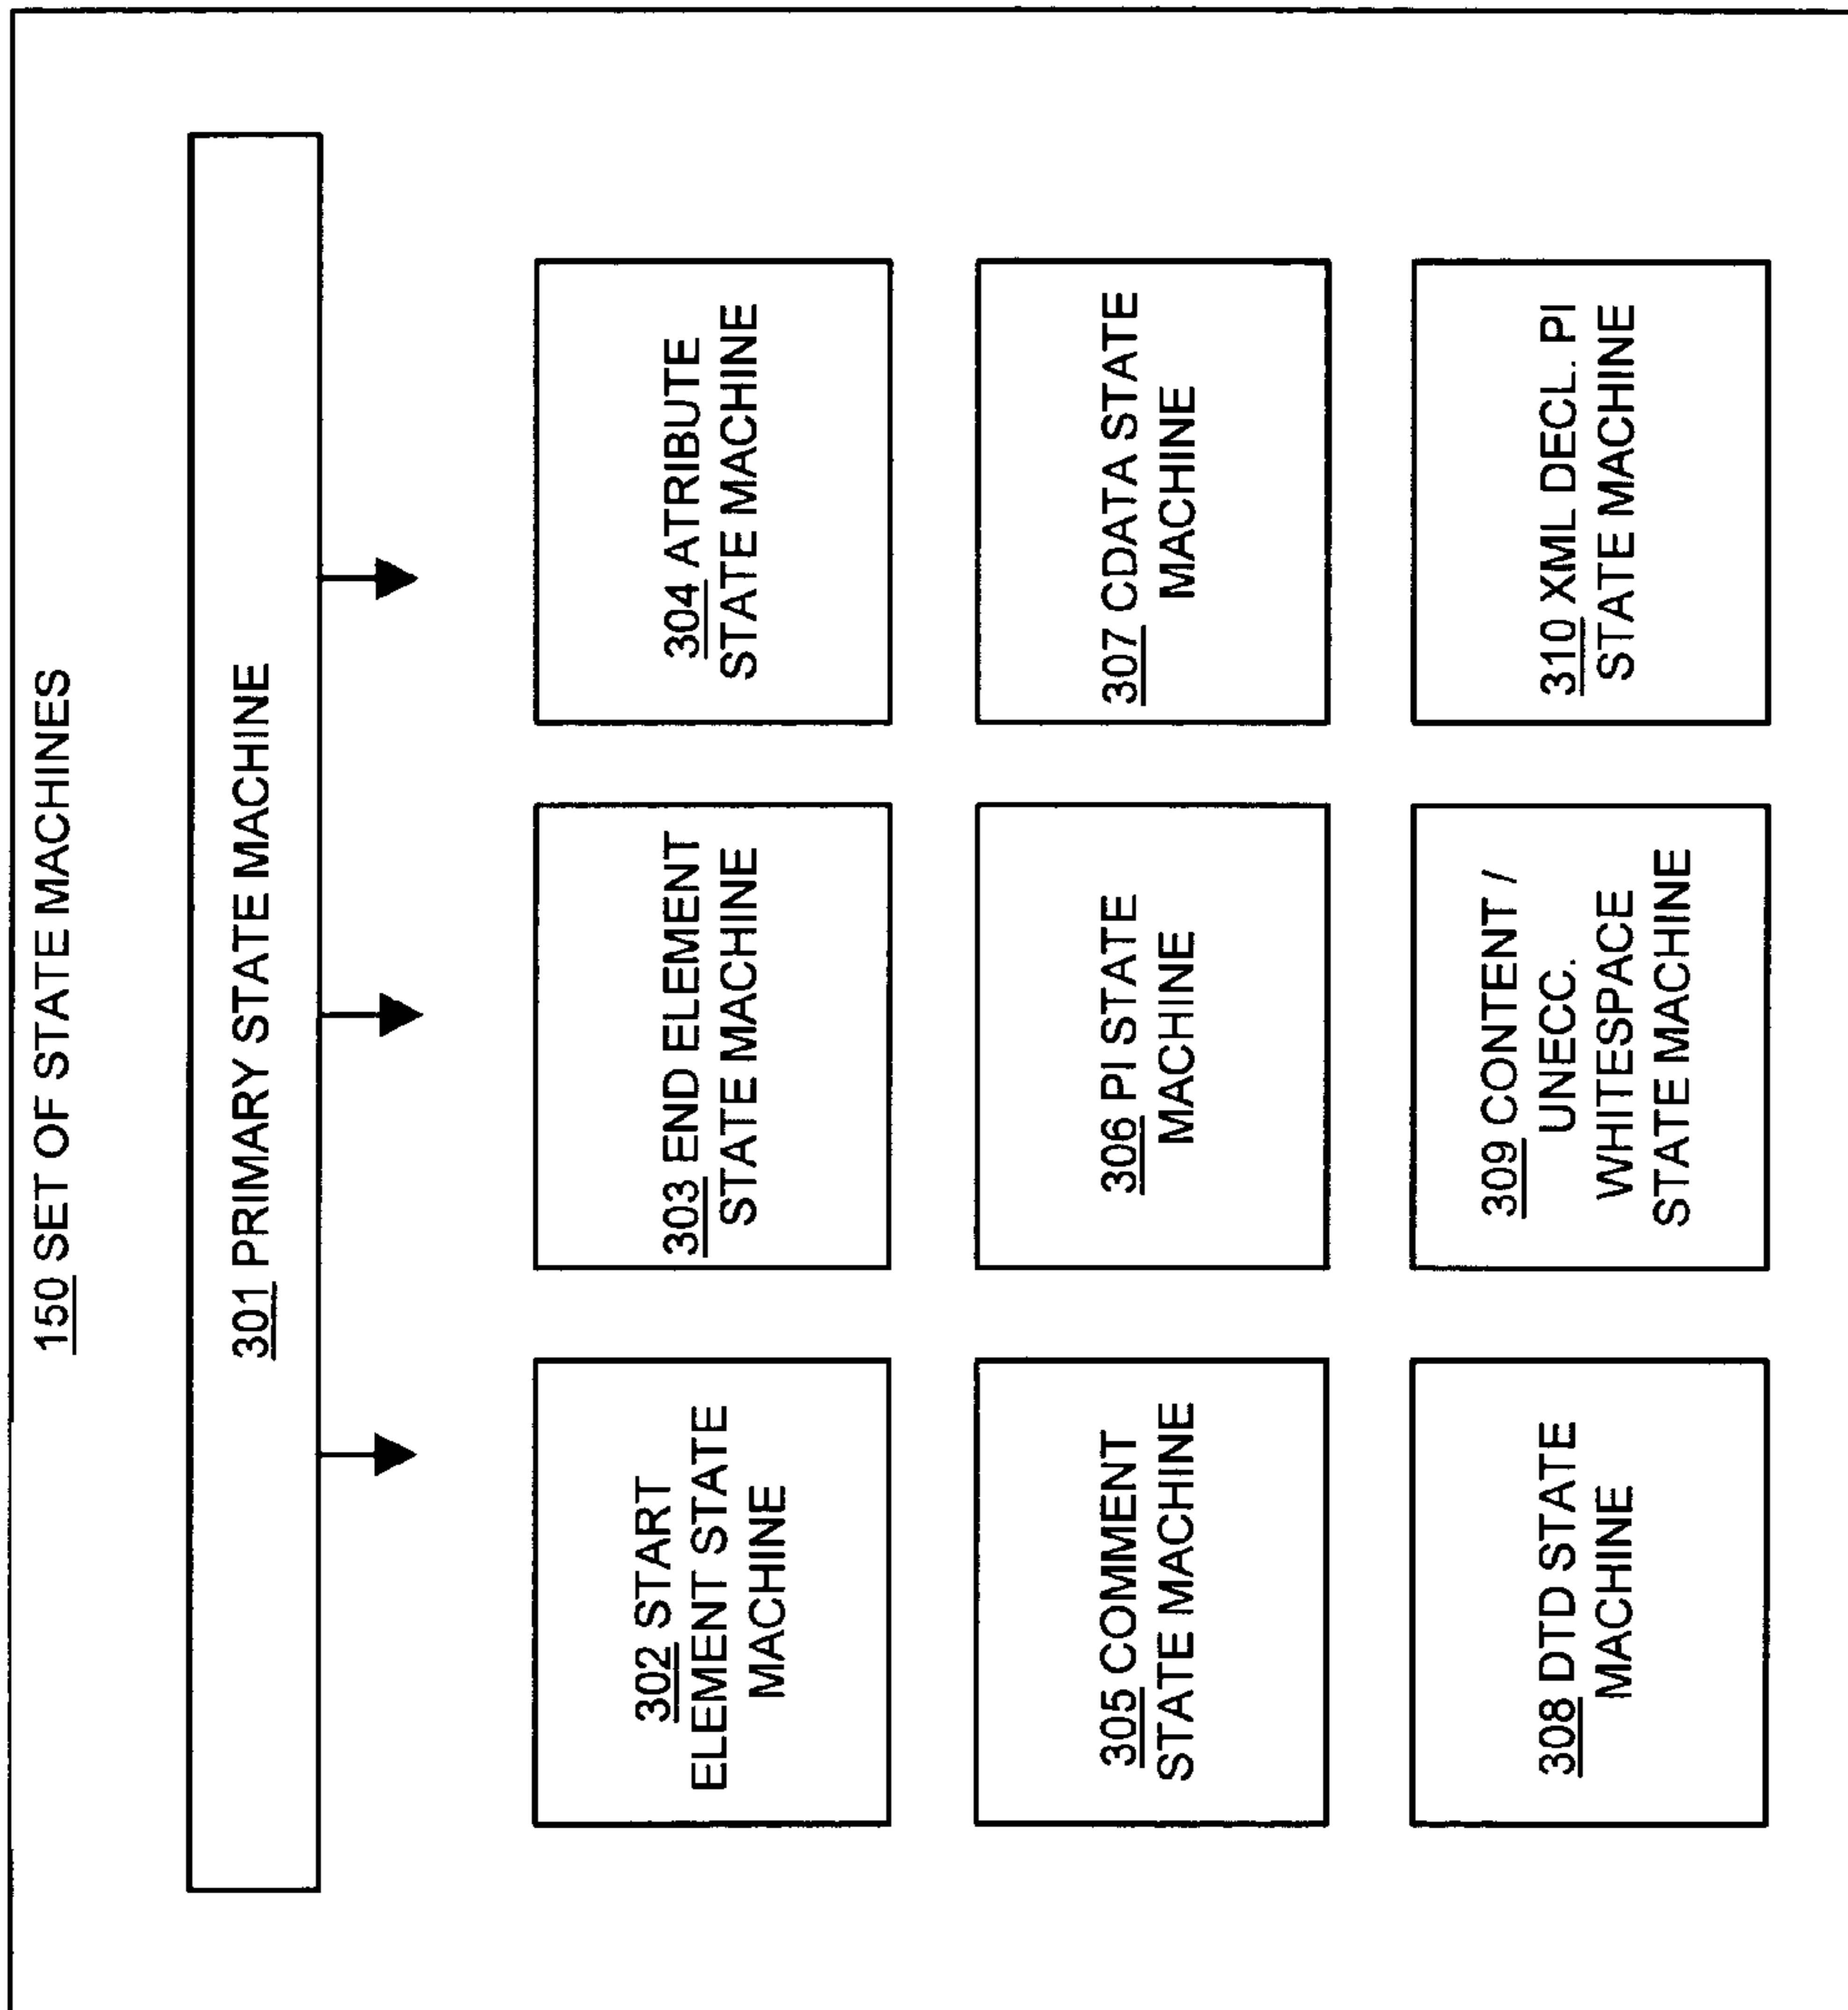 150 SET OF STATE MACHINES
301 PRIMARY STATE MACHINE
302 START
ELEMENT STATE
MACHINE
303 END ELEMENT
STATE MACHINE
304 ATRIBUTE
STATE MACHINE
305 COMMENT
STATE MACHINE
306 PI STATE
MACHINE
307 CDATA STATE
MACHINE
308 DTD STATE
MACHINE
309 CONTENT /
UNECC.
WHITESPACE
STATE MACHINE
310 XML DECL. PI
STATE MACHINE